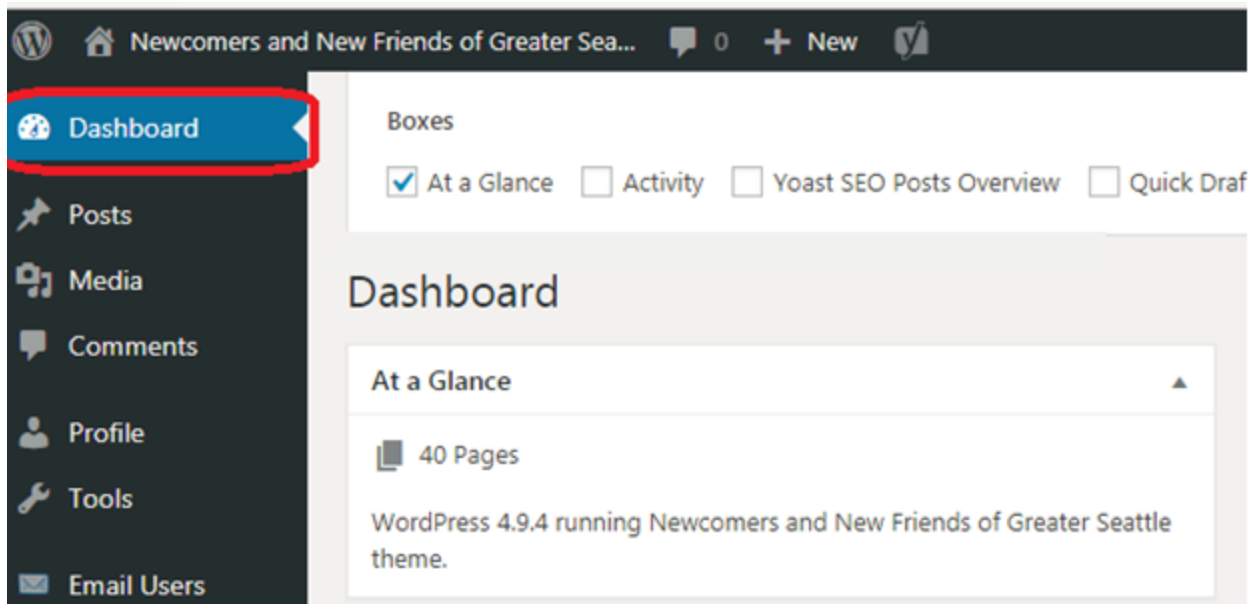 Newcomers and New Friends of Greater Sea... 0 + New
Dashboard
Posts
Media
Comments
Profile
Tools
Email Users
Boxes
At a Glance Activity Yoast SEO Posts Overview Quick Draf
Dashboard
At a Glance
40 Pages
WordPress 4.9.4 running Newcomers and New Friends of Greater Seattle
theme.